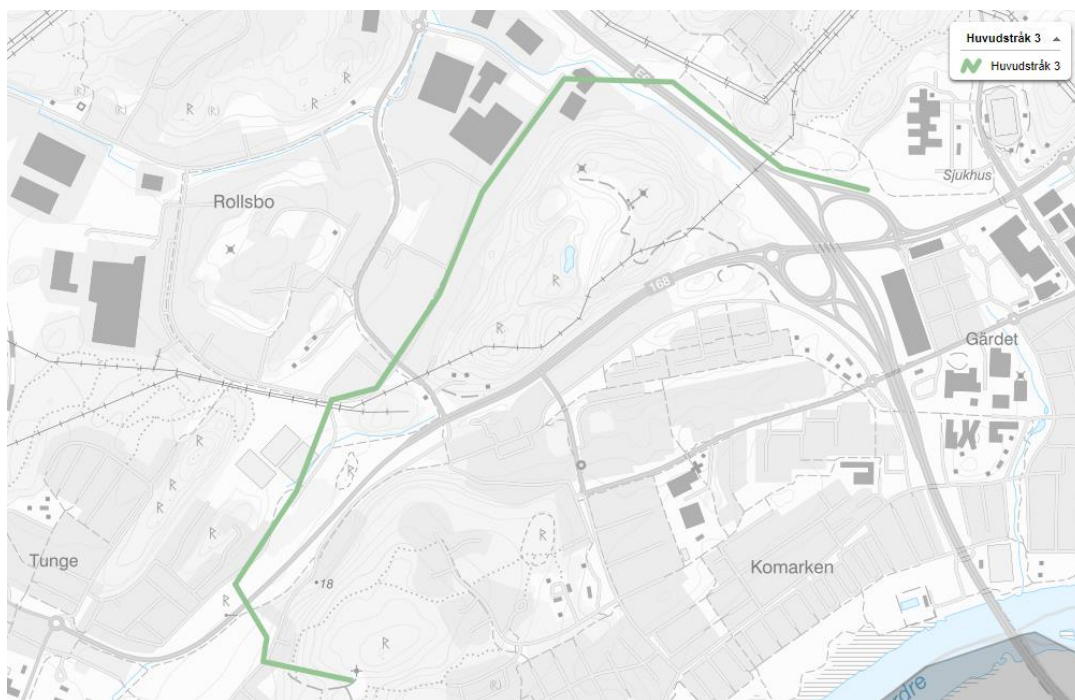 Huvudstråk 3
Huvudstråk 3
R
(R)
(R)
R
Sjukhus
Rollsbo
R
168
R
Gärdet
R
R
R
R
R
R
R
Tunge
18
Komarken
R
R